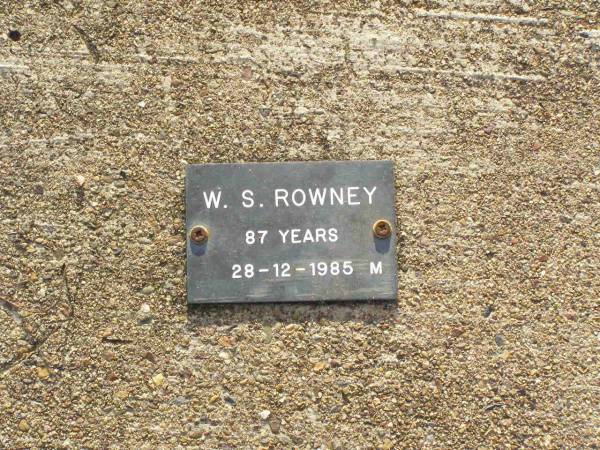 W. S. ROWNEY
87 YEARS
28-12-1985 M